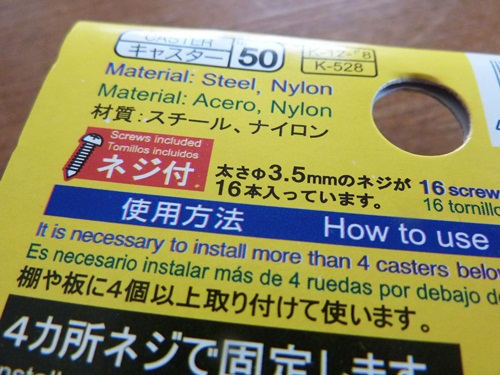 CASTER
キャスター 50
K-528
Material: Steel, Nylon
Material: Acero, Nylon
材質:スチール、ナイロン
Screws included
Tornillos incluidos
ネジ付
太さφ3.5mmのネジが
16本入っています。
16 screw
16 tornillo
使用方法 How to use
It is necessary to install more than 4 casters belo
Es necesario instalar más de 4 ruedas por debajo d
棚や板に4個以上取り付けて使います。
4カ所ネジで固定します